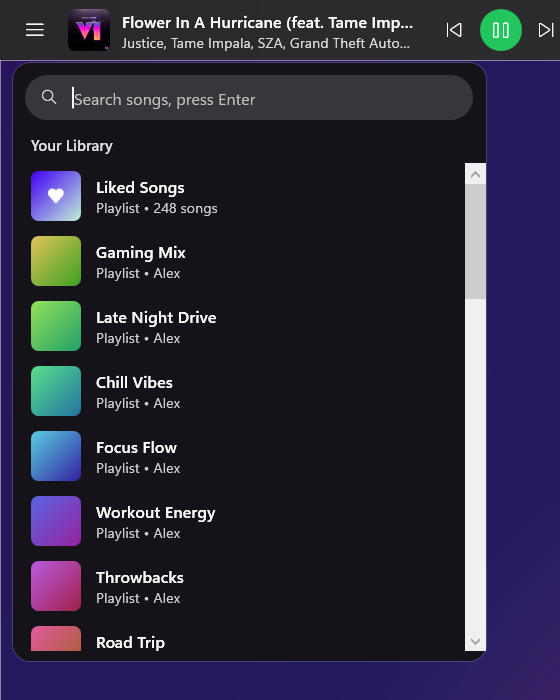 Flower In A Hurricane (feat. Tame Imp...
Justice, Tame Impala, SZA, Grand Theft Auto...
VI
Search songs, press Enter
Your Library
Liked Songs
Playlist • 248 songs
Gaming Mix
Playlist • Alex
Late Night Drive
Playlist • Alex
Chill Vibes
Playlist • Alex
Focus Flow
Playlist • Alex
Workout Energy
Playlist • Alex
Throwbacks
Playlist • Alex
Road Trip